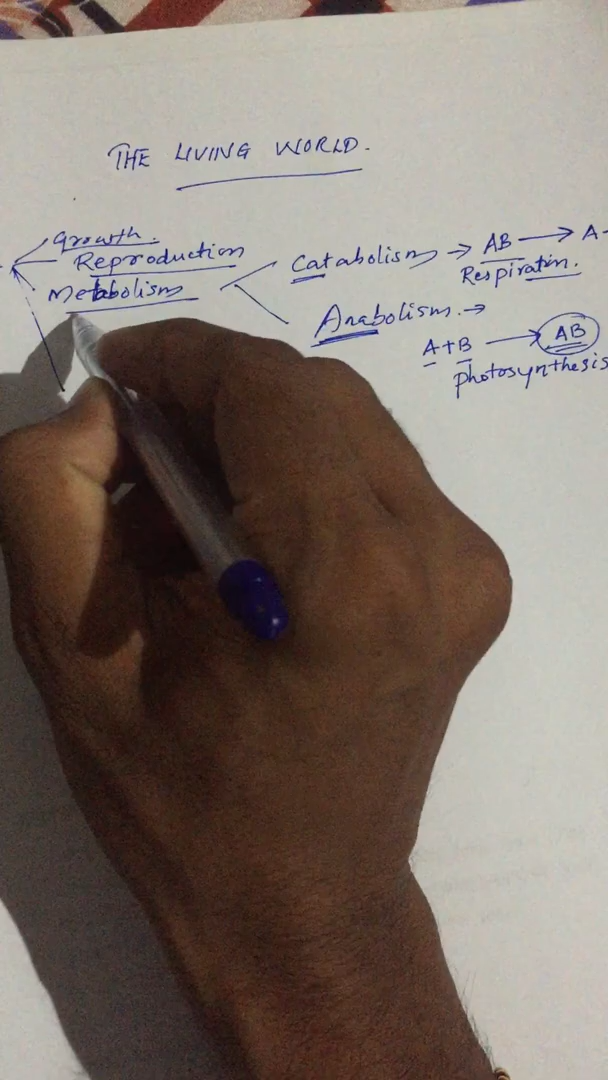 THE LIVING WORLD.
Growth.
Reproduction
Metabolism
Catabolism → AB → A
Respiration.
Anabolism. →
A + B → AB
Photosynthesis